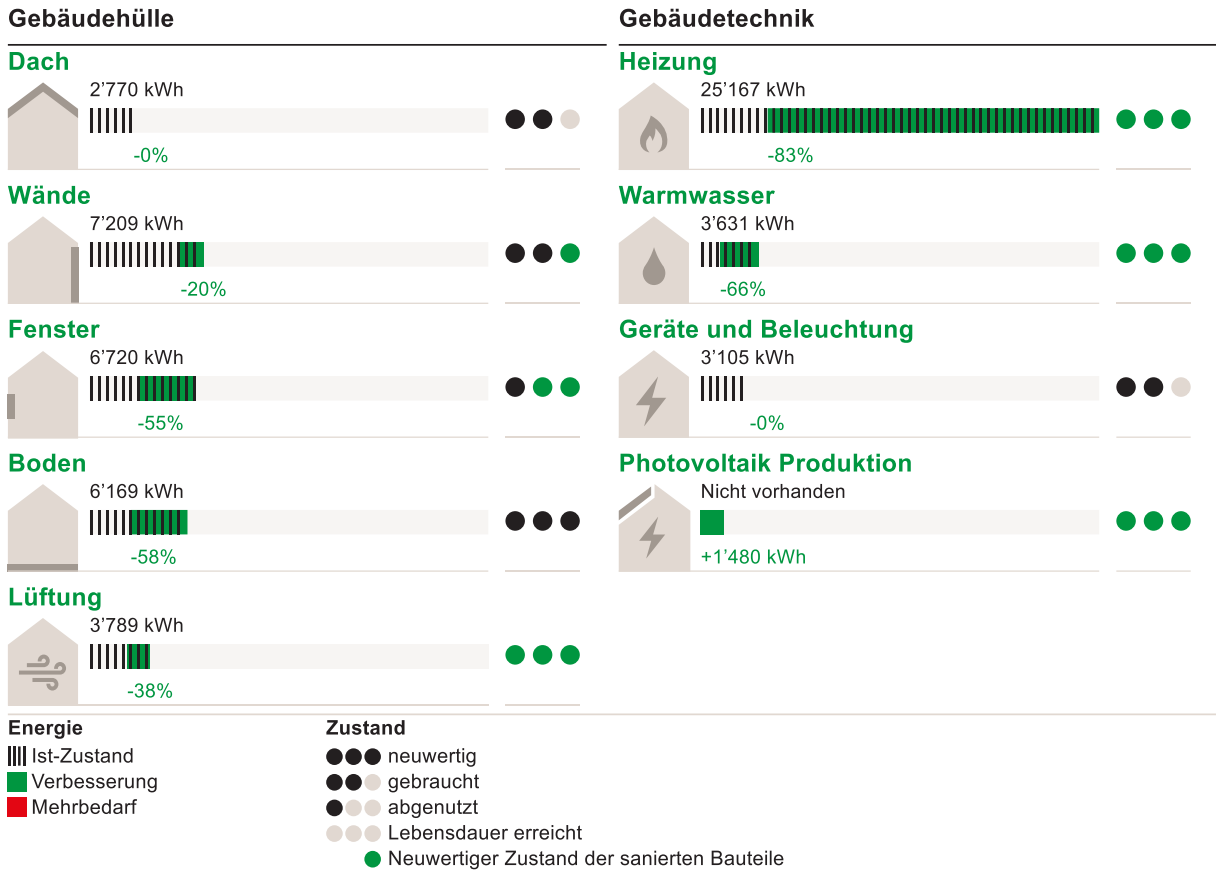 Gebäudehülle
Dach
2’770 kWh
-0%
Wände
7’209 kWh
-20%
Fenster
6’720 kWh
-55%
Boden
6’169 kWh
-58%
Lüftung
3’789 kWh
-38%
Gebäudetechnik
Heizung
25’167 kWh
-83%
Warmwasser
3’631 kWh
-66%
Geräte und Beleuchtung
3’105 kWh
-0%
Photovoltaik Produktion
Nicht vorhanden
+1’480 kWh
Energie
Ist-Zustand
Verbesserung
Mehrbedarf
Zustand
neuwertig
gebraucht
abgenutzt
Lebensdauer erreicht
Neuwertiger Zustand der sanierten Bauteile